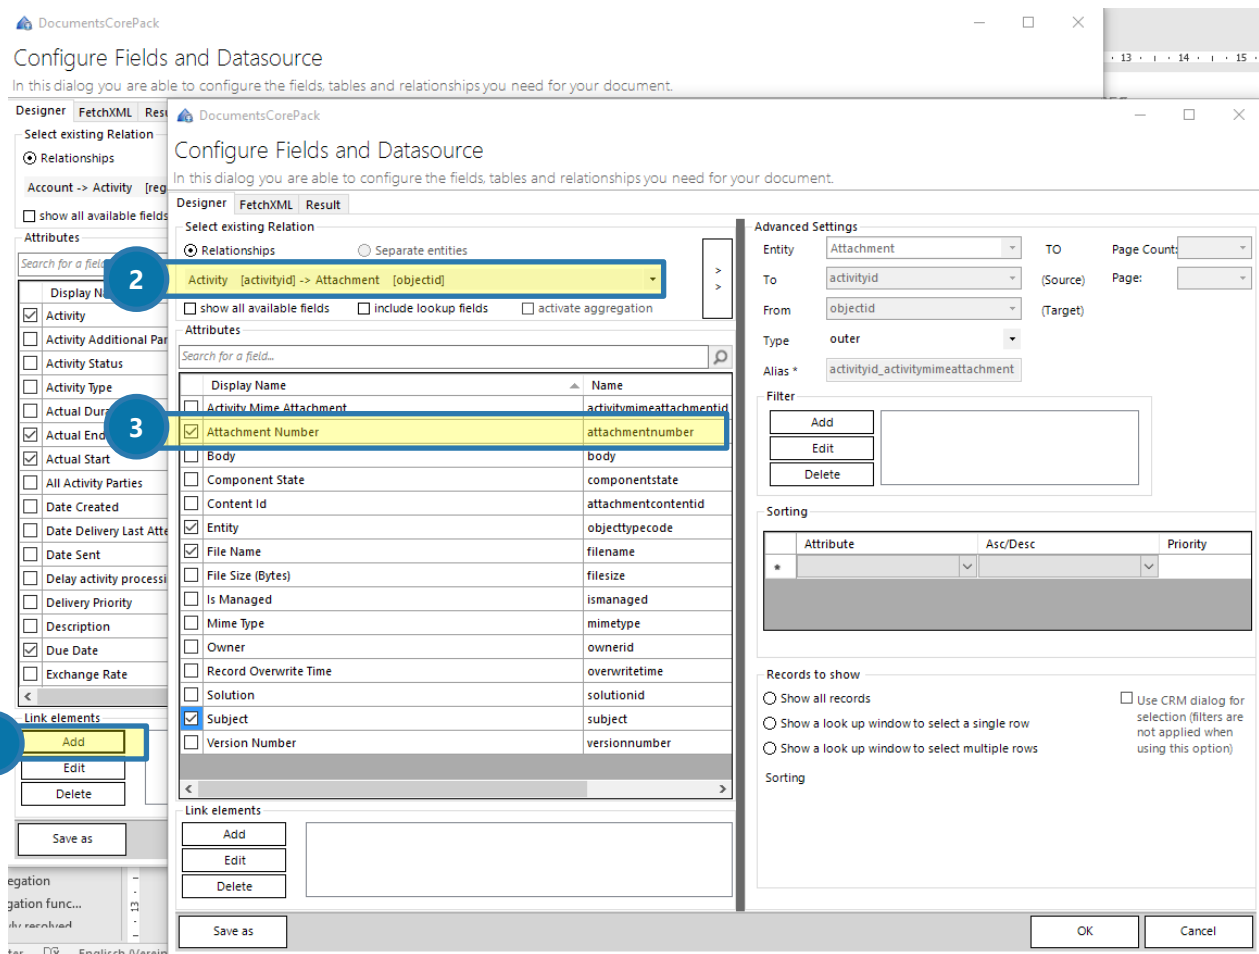 DocumentsCorePack
Configure Fields and Datasource
In this dialog you are able to configure the fields, tables and relationships you need for your document.
· 13 · ı · 14 · ı · 15 ·
Designer FetchXML
Select existing Relation
Relationships
Account -> Activity
show all available fields
Attributes
Search for a
Activity
Activity Additional
Activity Status
Activity Type
Actual
Actual End
Actual Start
All Activity Parties
Date Created
Date Delivery Last
Date Sent
Delay activity
Delivery Priority
Description
Due Date
Exchange Rate
Link elements
Add
Edit
Delete
Save as
2
3
DocumentsCorePack
Configure Fields and Datasource
In this dialog you are able to configure the fields, tables and relationships you need for your document.
Designer FetchXML Result
Select existing Relation
Relationships Separate entities
Activity [activityid] -> Attachment [objectid]
>
>
show all available fields include lookup fields activate aggregation
Attributes
Search for a field...
Display Name Name
Activity Mime Attachment activitymimeattachmentid
Attachment Number attachmentnumber
Body body
Component State componentstate
Content Id attachmentcontentid
Entity objecttypecode
File Name filename
File Size (Bytes) filesize
Is Managed ismanaged
Mime Type mimetype
Owner ownerid
Record Overwrite Time overwritetime
Solution solutionid
Subject subject
Version Number versionnumber
Link elements
Add
Edit
Delete
Save as
Advanced Settings
Entity Attachment TO Page Count:
To activityid (Source) Page:
From objectid (Target)
Type outer
Alias * activityid_activitymimeattachment
Filter
Add
Edit
Delete
Sorting
Attribute Asc/Desc Priority
*
Records to show
Show all records
Show a look up window to select a single row
Show a look up window to select multiple rows
Use CRM dialog for
selection (filters are
not applied when
using this option)
Sorting
OK Cancel
13